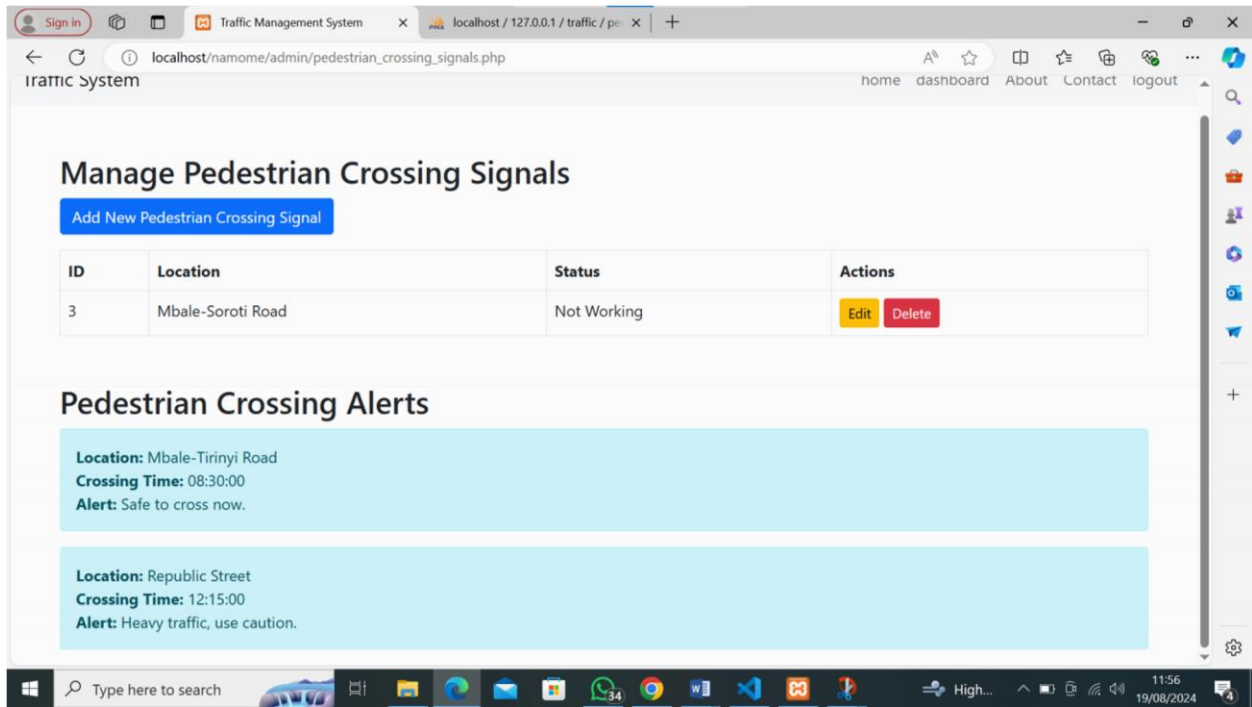 Sign in
Traffic Management System
localhost / 127.0.0.1 / traffic / pe
localhost/namome/admin/pedestrian_crossing_signals.php
Traffic System
home dashboard About Contact logout
Manage Pedestrian Crossing Signals
Add New Pedestrian Crossing Signal
ID Location Status Actions
3 Mbale-Soroti Road Not Working Edit Delete
Pedestrian Crossing Alerts
Location: Mbale-Tirinyi Road
Crossing Time: 08:30:00
Alert: Safe to cross now.
Location: Republic Street
Crossing Time: 12:15:00
Alert: Heavy traffic, use caution.
Type here to search
34
High...
11:56
19/08/2024
4